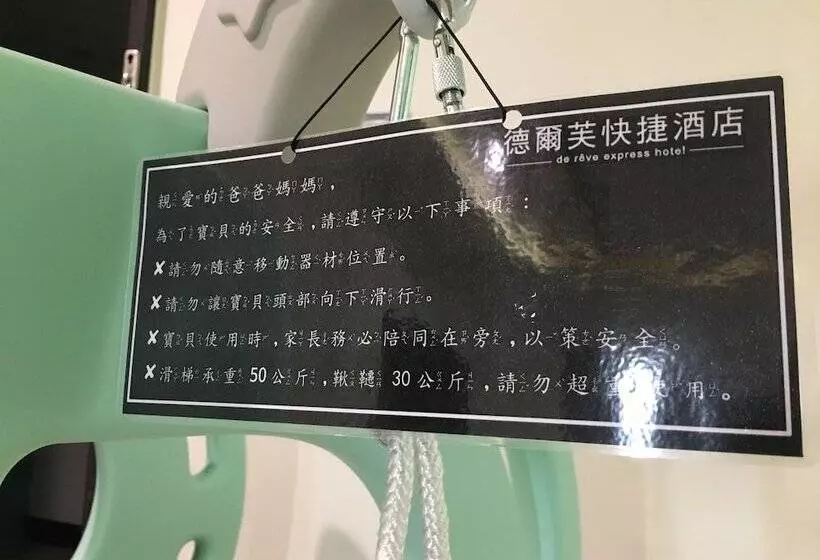 德爾芙快捷酒店
de rêve express hotel
親愛的爸爸媽媽，
為了寶貝的安全，請遵守以下事項：
✘請勿隨意移動器材位置。
✘請勿讓寶貝頭部向下滑行。
✘寶貝使用時，家長務必陪同在旁，以策安全。
✘滑梯承重50公斤，鞦韆30公斤，請勿超重使用。